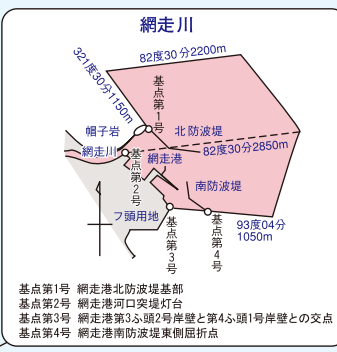 網走川
82度30分2200m
321度30分1150m
基点第1号
帽子岩
北防波堤
網走川
網走港
82度30分2850m
基点第2号
南防波堤
フ頭用地
基点第3号
基点第4号
93度04分
1050m
基点第1号 網走港北防波堤基部
基点第2号 網走港河口突堤灯台
基点第3号 網走港第3ふ頭2号岸壁と第4ふ頭1号岸壁との交点
基点第4号 網走港南防波堤東側屈折点